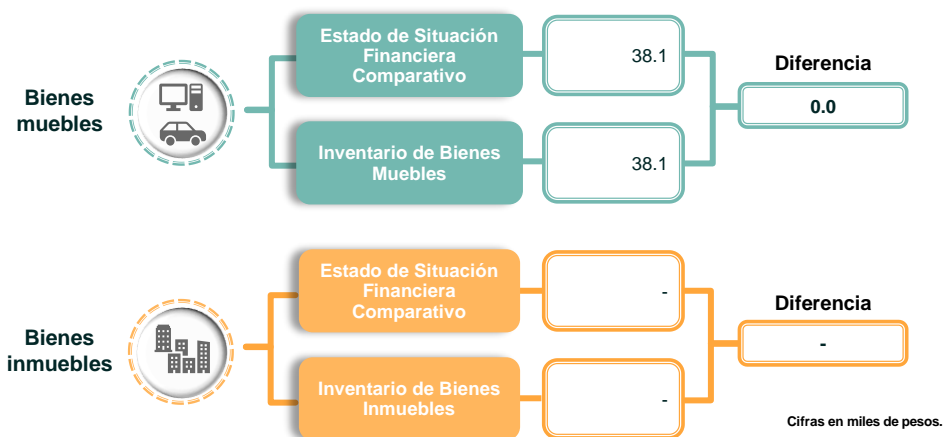 Bienes
muebles
Estado de Situación
Financiera
Comparativo
38.1
Inventario de Bienes
Muebles
38.1
Diferencia
0.0
Bienes
inmuebles
Estado de Situación
Financiera
Comparativo
-
Inventario de Bienes
Inmuebles
-
Diferencia
-
Cifras en miles de pesos.